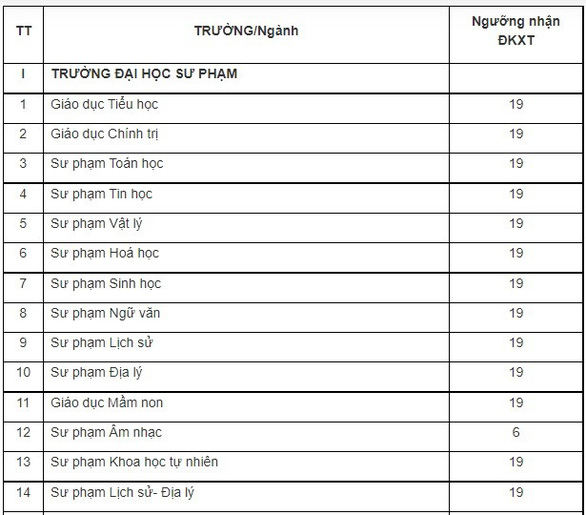 TT TRƯỜNG/Ngành Ngưỡng nhận
ĐKXT
I TRƯỜNG ĐẠI HỌC SƯ PHẠM
1 Giáo dục Tiểu học 19
2 Giáo dục Chính trị 19
3 Sư phạm Toán học 19
4 Sư phạm Tin học 19
5 Sư phạm Vật lý 19
6 Sư phạm Hoá học 19
7 Sư phạm Sinh học 19
8 Sư phạm Ngữ văn 19
9 Sư phạm Lịch sử 19
10 Sư phạm Địa lý 19
11 Giáo dục Mầm non 19
12 Sư phạm Âm nhạc 6
13 Sư phạm Khoa học tự nhiên 19
14 Sư phạm Lịch sử- Địa lý 19